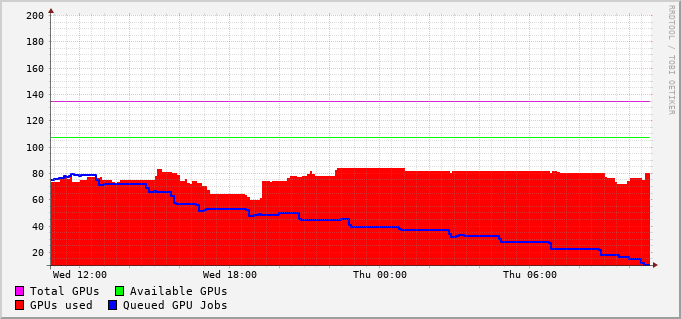 200
180
160
140
120
100
80
60
40
20
Wed 12:00 Wed 18:00 Thu 00:00 Thu 06:00
Total GPUs Available GPUs
GPUs used Queued GPU Jobs
RRDTOOL / TOBI OETIKER